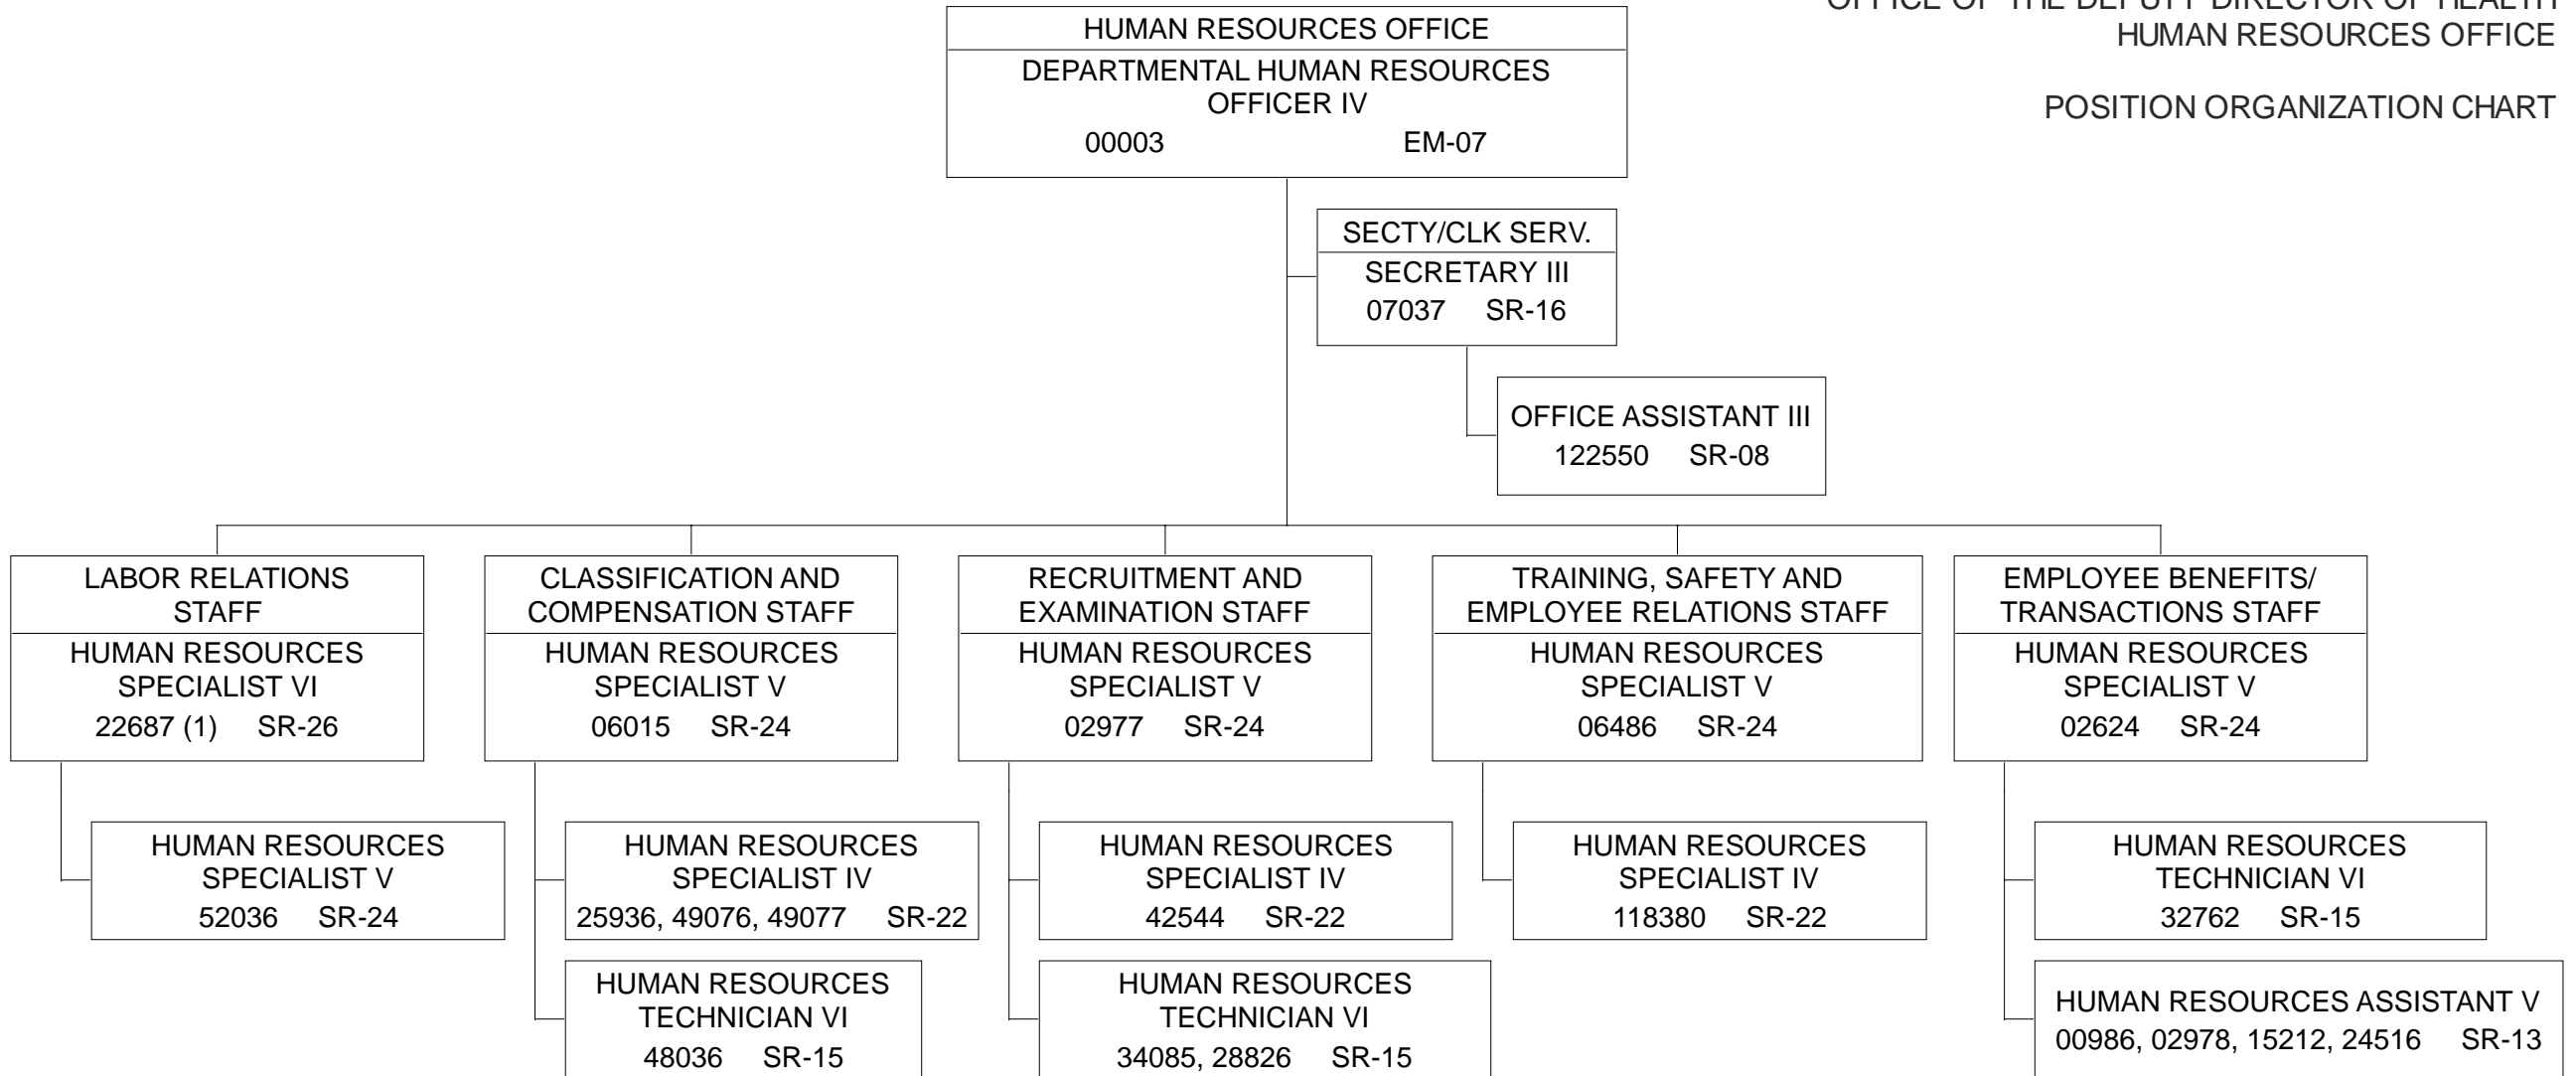 OFFICE OF THE DEPUTY DIRECTOR OF HEALTH
HUMAN RESOURCES OFFICE
POSITION ORGANIZATION CHART
HUMAN RESOURCES OFFICE
DEPARTMENTAL HUMAN RESOURCES
OFFICER IV
00003 EM-07
SECTY/CLK SERV.
SECRETARY III
07037 SR-16
OFFICE ASSISTANT III
122550 SR-08
LABOR RELATIONS
STAFF
HUMAN RESOURCES
SPECIALIST VI
22687 (1) SR-26
HUMAN RESOURCES
SPECIALIST V
52036 SR-24
CLASSIFICATION AND
COMPENSATION STAFF
HUMAN RESOURCES
SPECIALIST V
06015 SR-24
HUMAN RESOURCES
SPECIALIST IV
25936, 49076, 49077 SR-22
HUMAN RESOURCES
TECHNICIAN VI
48036 SR-15
RECRUITMENT AND
EXAMINATION STAFF
HUMAN RESOURCES
SPECIALIST V
02977 SR-24
HUMAN RESOURCES
SPECIALIST IV
42544 SR-22
HUMAN RESOURCES
TECHNICIAN VI
34085, 28826 SR-15
TRAINING, SAFETY AND
EMPLOYEE RELATIONS STAFF
HUMAN RESOURCES
SPECIALIST V
06486 SR-24
HUMAN RESOURCES
SPECIALIST IV
118380 SR-22
EMPLOYEE BENEFITS/
TRANSACTIONS STAFF
HUMAN RESOURCES
SPECIALIST V
02624 SR-24
HUMAN RESOURCES
TECHNICIAN VI
32762 SR-15
HUMAN RESOURCES ASSISTANT V
00986, 02978, 15212, 24516 SR-13